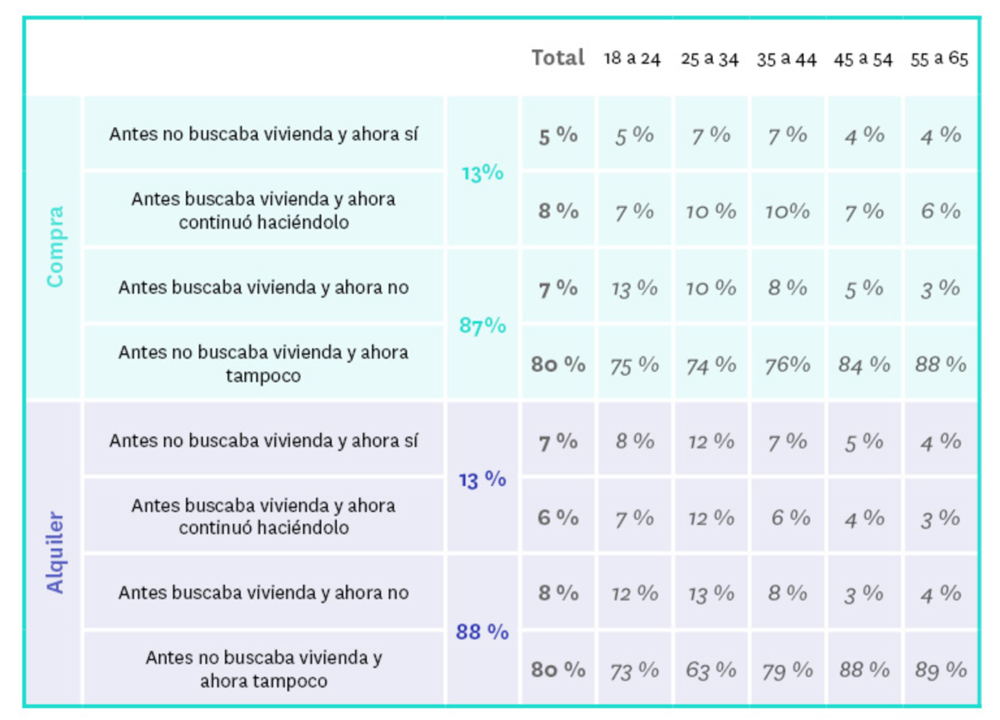 Total 18 a 24 25 a 34 35 a 44 45 a 54 55 a 65
Compra
Antes no buscaba vivienda y ahora sí 5 % 5 % 7 % 7 % 4 % 4 %
13%
Antes buscaba vivienda y ahora
continuó haciéndolo 8 % 7 % 10 % 10% 7 % 6 %
Antes buscaba vivienda y ahora no 7 % 13 % 10 % 8 % 5 % 3 %
87%
Antes no buscaba vivienda y ahora
tampoco 80 % 75 % 74 % 76% 84 % 88 %
Alquiler
Antes no buscaba vivienda y ahora sí 7 % 8 % 12 % 7 % 5 % 4 %
13 %
Antes buscaba vivienda y ahora
continuó haciéndolo 6 % 7 % 12 % 6 % 4 % 3 %
Antes buscaba vivienda y ahora no 8 % 12 % 13 % 8 % 3 % 4 %
88 %
Antes no buscaba vivienda y
ahora tampoco 80 % 73 % 63 % 79 % 88 % 89 %